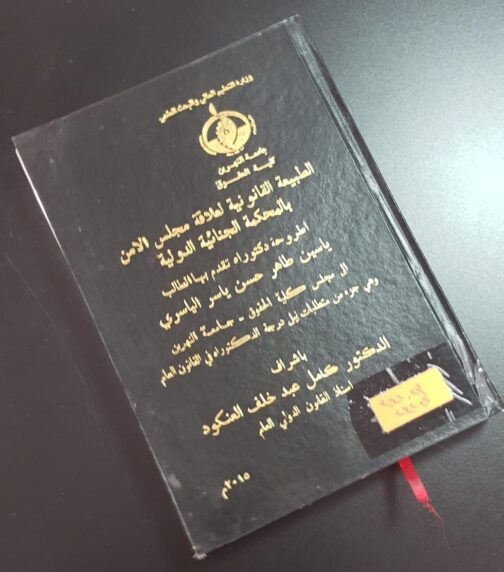 وزارة التعليم العالي والبحث العلمي
جامعة النهرين
كلية الحقوق
الطبيعة القانونية لعلاقة مجلس الامن
بالمحكمة الجنائية الدولية
اطروحة دكتوراه تقدم بها الطالب
ياسين طاهر حسن ياسر الياسري
الى مجلس كلية الحقوق - جامعة النهرين
وهي جزء من متطلبات نيل درجة الدكتوراه في القانون العام
باشراف
الدكتور كامل عبد خلف العنكود
استاذ القانون الدولي العام
٢٠١٥م